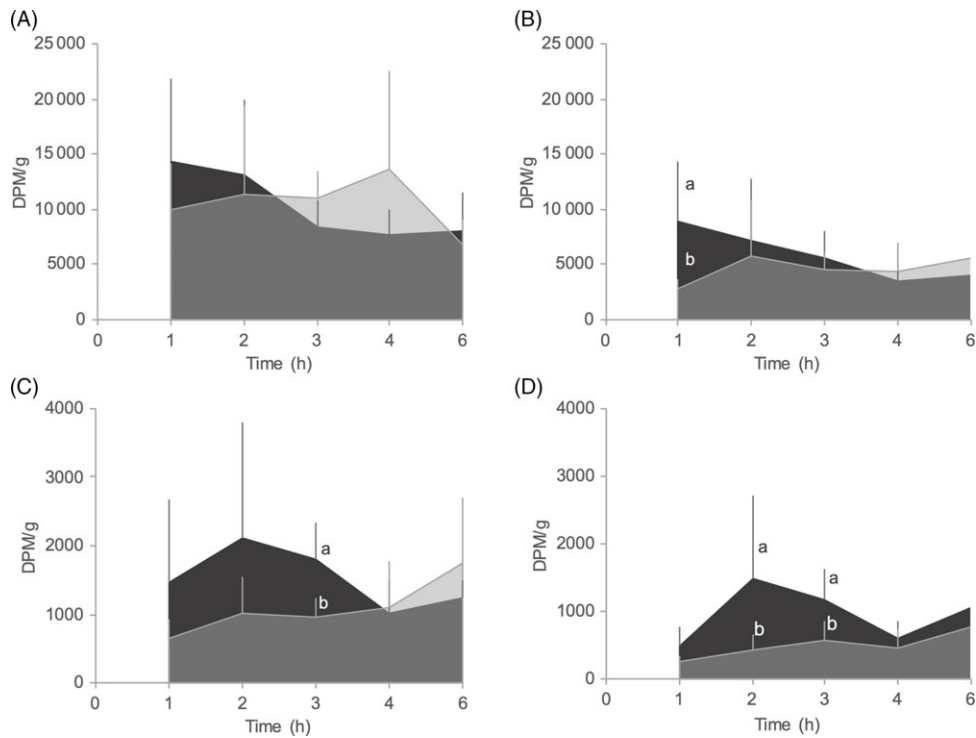 (A)
25 000
20 000
15 000
10 000
5000
0
DPM/g
0 1 2 3 4 6
Time (h)
(B)
25 000
20 000
15 000
10 000
5000
0
DPM/g
a
b
0 1 2 3 4 6
Time (h)
(C)
4000
3000
2000
1000
0
DPM/g
a
b
0 1 2 3 4 6
Time (h)
(D)
4000
3000
2000
1000
0
DPM/g
a
a
b
b
0 1 2 3 4 6
Time (h)